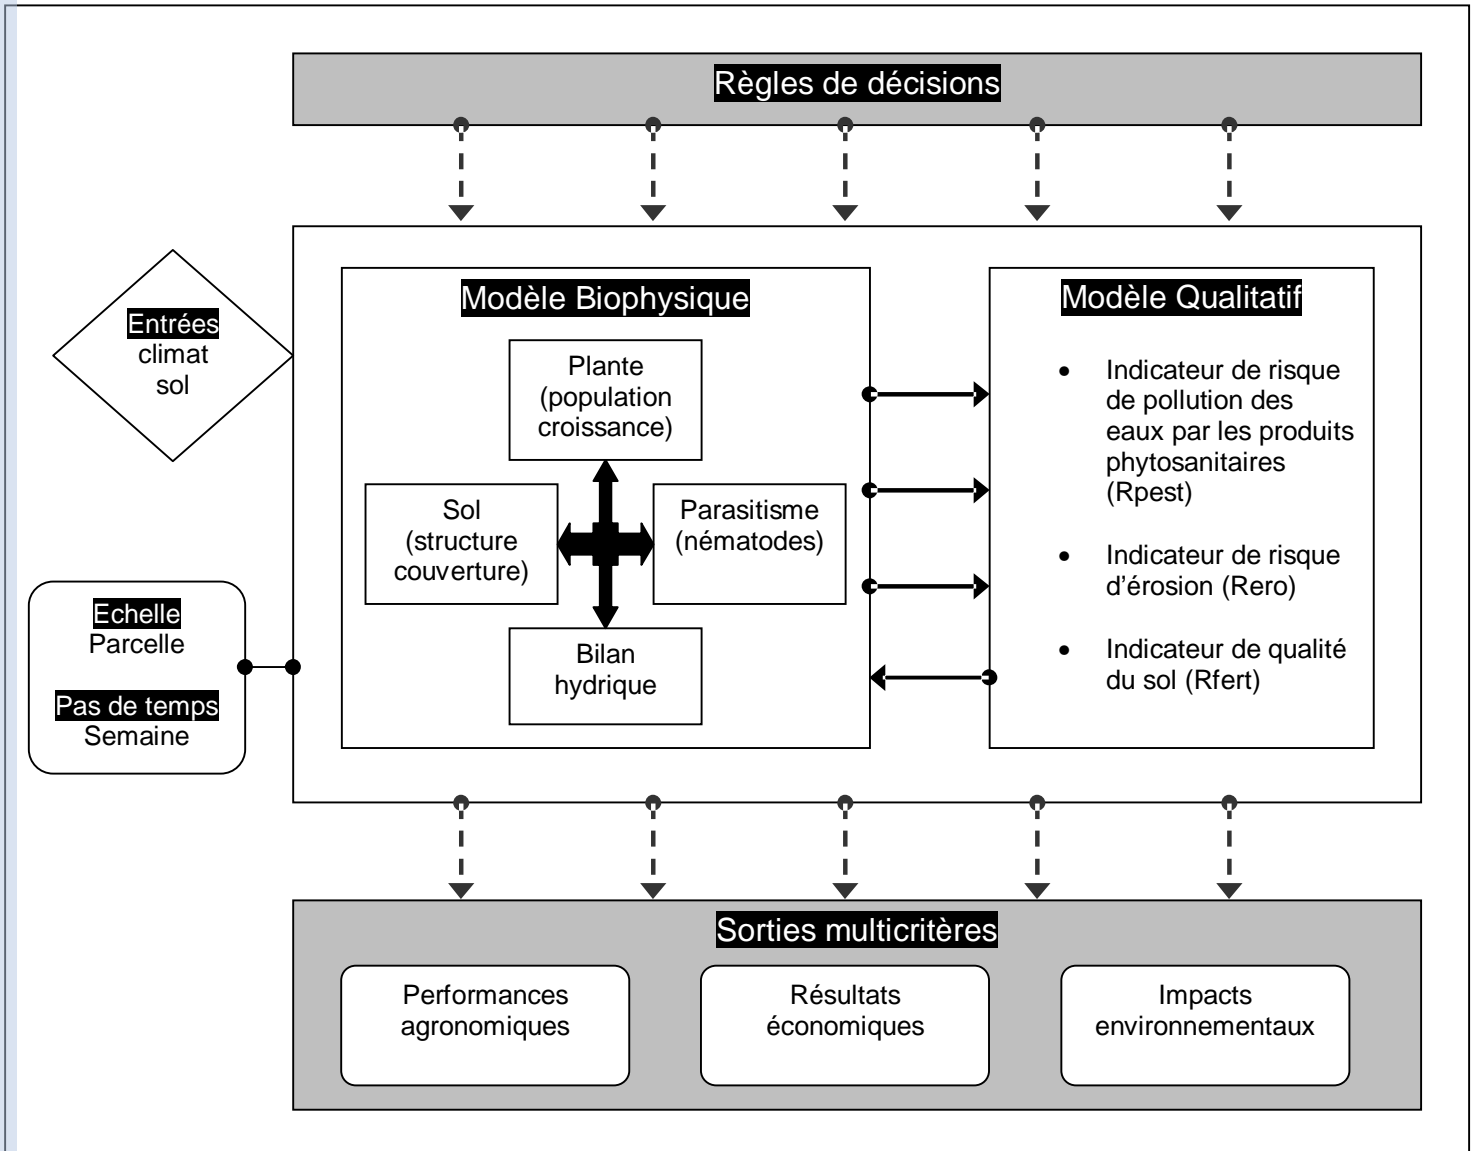 Règles de décisions
Entrées
climat
sol
Echelle
Parcelle
Pas de temps
Semaine
Modèle Biophysique
Plante
(population
croissance)
Sol
(structure
couverture)
Parasitisme
(nématodes)
Bilan
hydrique
Modèle Qualitatif
• Indicateur de risque
de pollution des
eaux par les produits
phytosanitaires
(Rpest)
• Indicateur de risque
d’érosion (Rero)
• Indicateur de qualité
du sol (Rfert)
Sorties multicritères
Performances
agronomiques
Résultats
économiques
Impacts
environnementaux